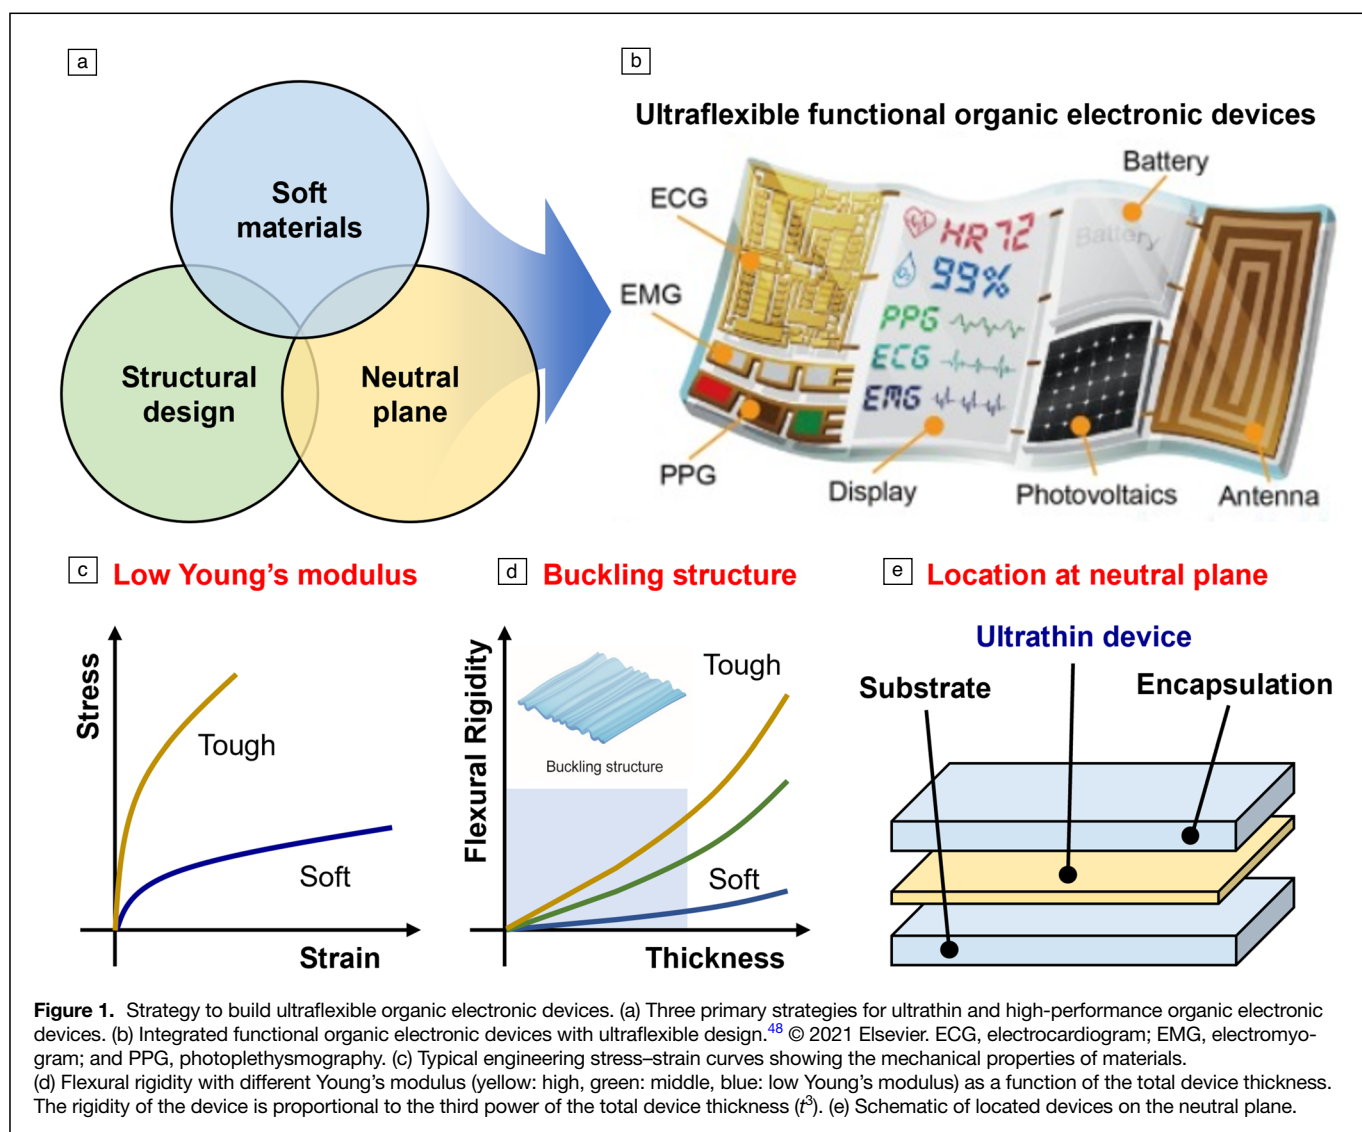 a
Soft
materials
Structural
design
Neutral
plane
b
Ultraflexible functional organic electronic devices
Battery
ECG
EMG
PPG
Display
Photovoltaics
Antenna
HR 72
O2
99%
PPG
ECG
EMG
Battery
c Low Young's modulus
Stress
Tough
Soft
Strain
d Buckling structure
Flexural Rigidity
Tough
Buckling structure
Soft
Thickness
e Location at neutral plane
Ultrathin device
Substrate
Encapsulation
Figure 1. Strategy to build ultraflexible organic electronic devices. (a) Three primary strategies for ultrathin and high-performance organic electronic
devices. (b) Integrated functional organic electronic devices with ultraflexible design.48 © 2021 Elsevier. ECG, electrocardiogram; EMG, electromyo-
gram; and PPG, photoplethysmography. (c) Typical engineering stress–strain curves showing the mechanical properties of materials.
(d) Flexural rigidity with different Young's modulus (yellow: high, green: middle, blue: low Young's modulus) as a function of the total device thickness.
The rigidity of the device is proportional to the third power of the total device thickness (t3). (e) Schematic of located devices on the neutral plane.